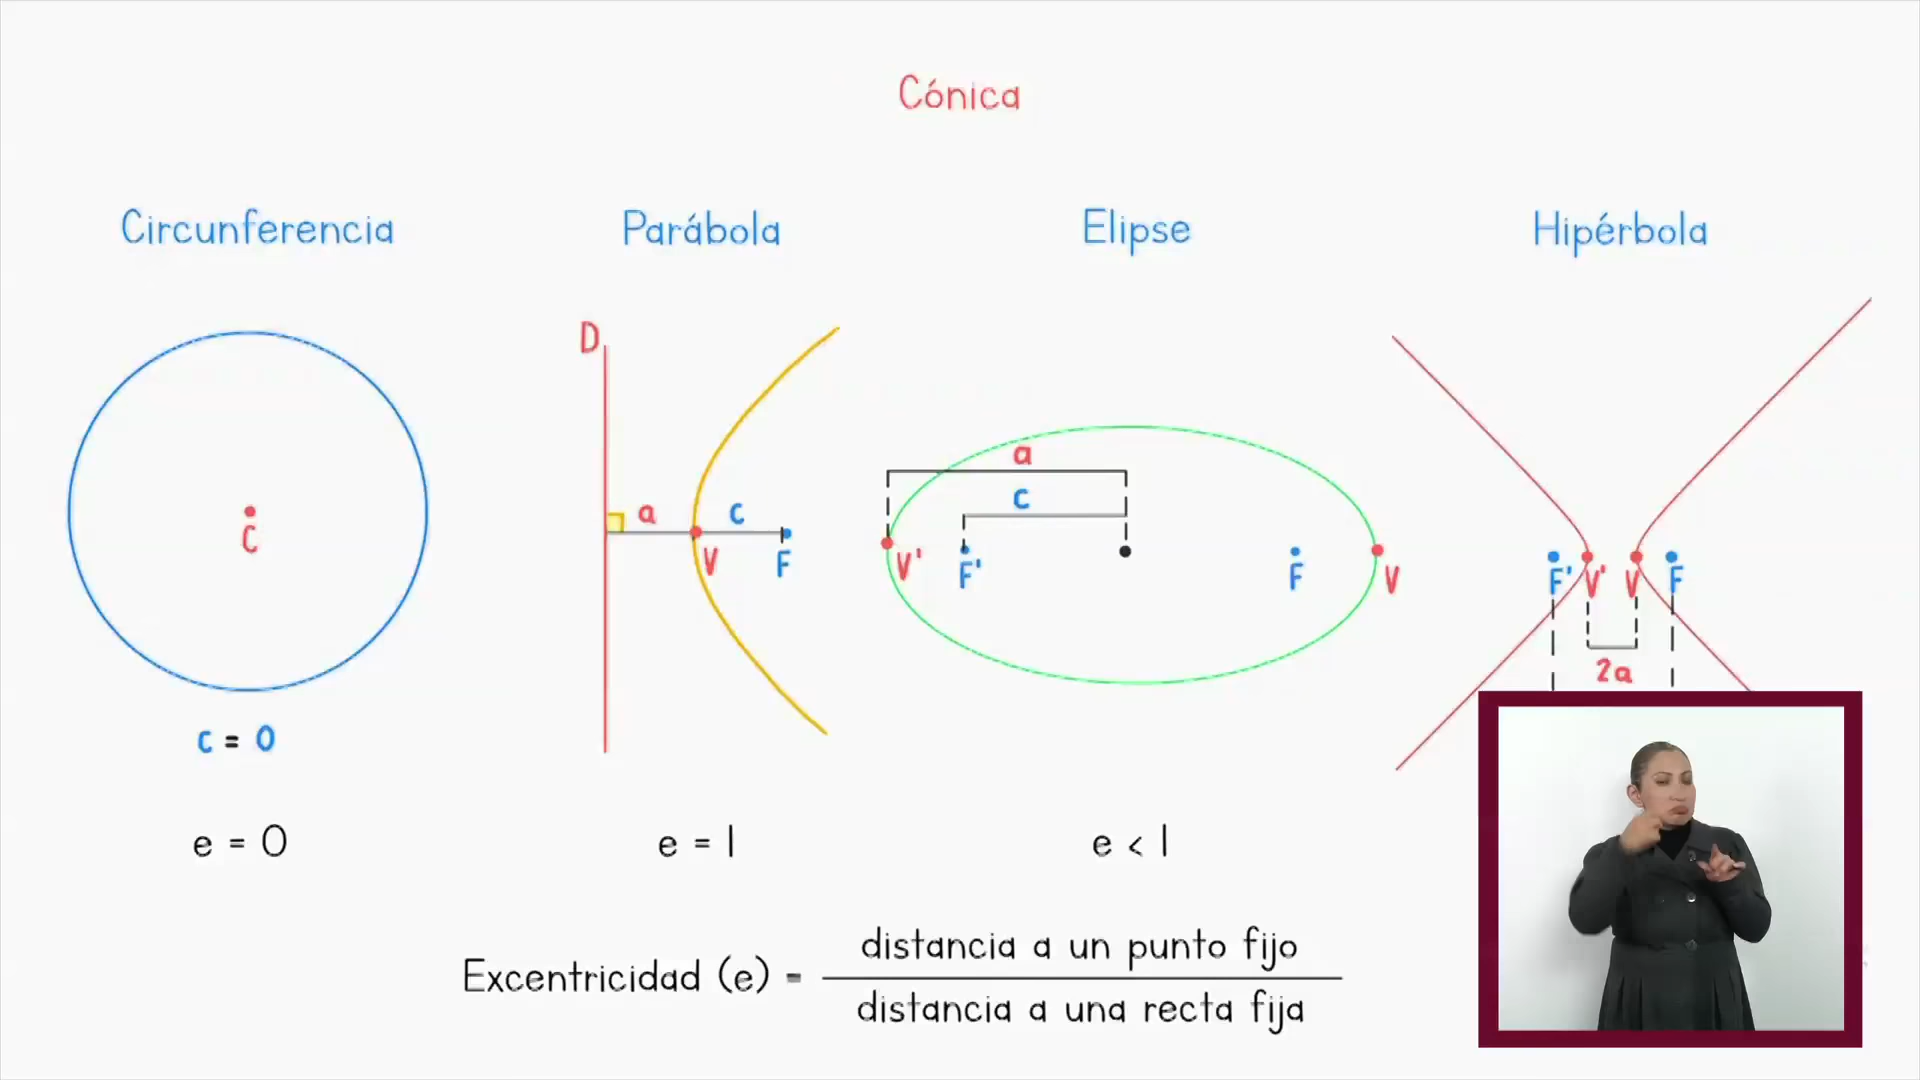 Cónica
Circunferencia
Parábola
Elipse
Hipérbola
C
c = 0
e = 0
D
a
c
V
F
e = 1
a
c
V'
F'
F
V
e < 1
F'
V'
V
F
2a
Excentricidad (e) =
distancia a un punto fijo
distancia a una recta fija